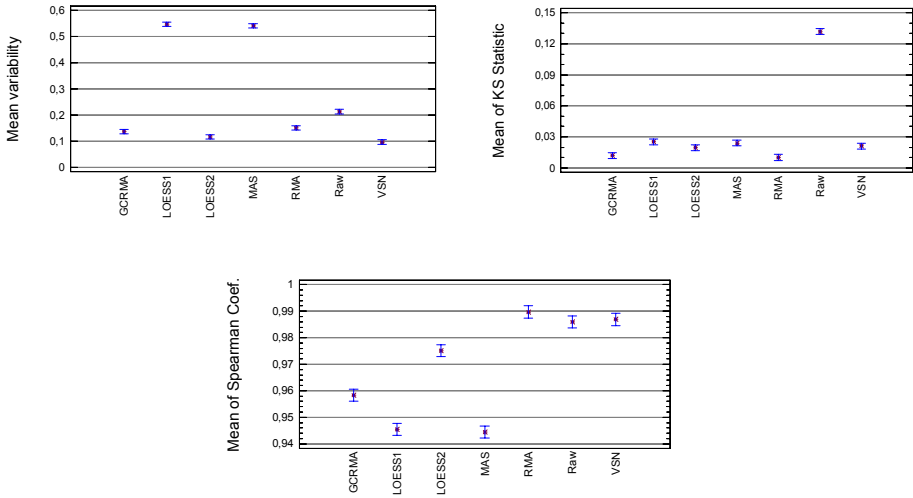 Mean variability
0,6
0,5
0,4
0,3
0,2
0,1
0
GCRMA
LOESS1
LOESS2
MAS
RMA
Raw
VSN
Mean of KS Statistic
0,15
0,12
0,09
0,06
0,03
0
GCRMA
LOESS1
LOESS2
MAS
RMA
Raw
VSN
Mean of Spearman Coef.
1
0,99
0,98
0,97
0,96
0,95
0,94
GCRMA
LOESS1
LOESS2
MAS
RMA
Raw
VSN